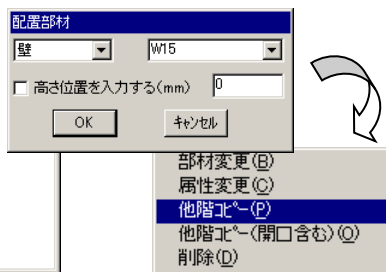 配置部材
壁 W15
高さ位置を入力する(mm) 0
OK ｷｬﾝｾﾙ
部材変更(B)
属性変更(C)
他階ｺﾋﾟｰ(P)
他階ｺﾋﾟｰ(開口含む)(O)
削除(D)